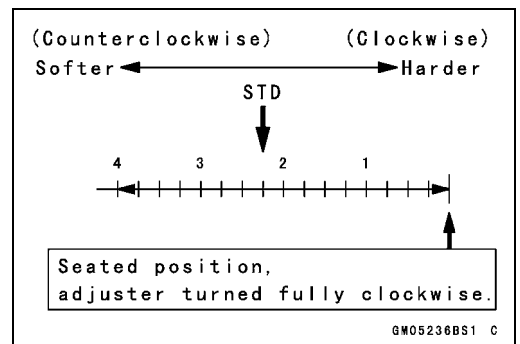 (Counterclockwise) (Clockwise)
Softer Harder
STD
4 3 2 1
Seated position,
adjuster turned fully clockwise.
GM05236BS1 C